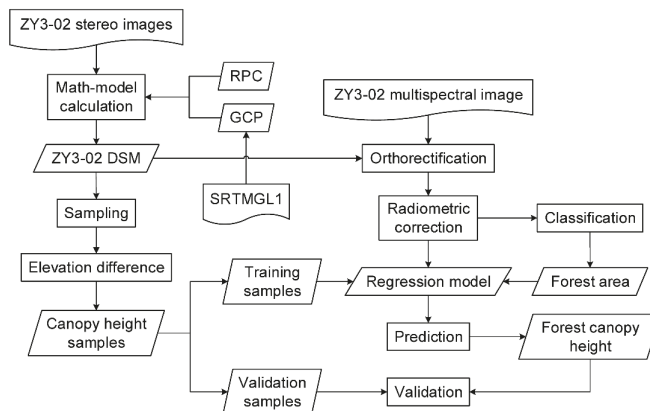 ZY3-02 stereo images
Math-model
calculation
RPC
GCP
ZY3-02 multispectral image
ZY3-02 DSM
Orthorectification
SRTMGL1
Sampling
Radiometric
correction
Classification
Elevation difference
Training
samples
Regression model
Forest area
Canopy height
samples
Prediction
Forest canopy
height
Validation
samples
Validation